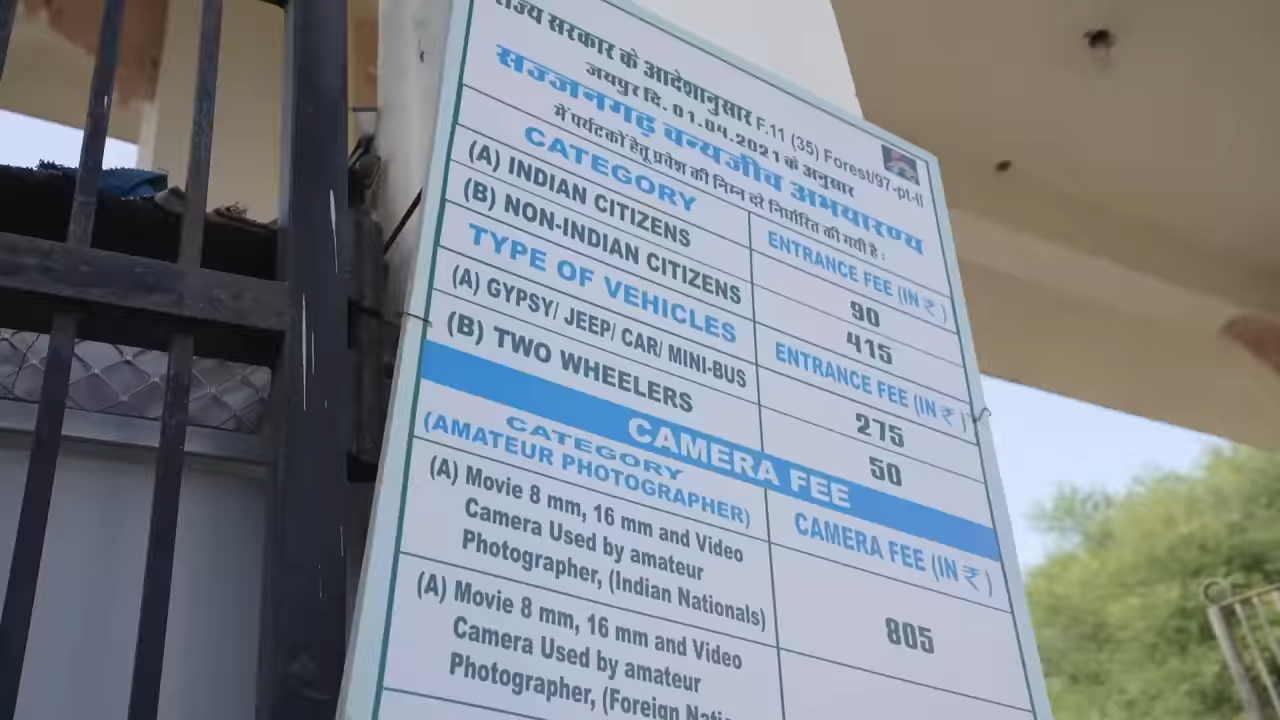 राज्य सरकार के आदेशानुसार F.11 (35) Forest/97-pt-II
जयपुर दि. 01.04.2021 के अनुसार
सज्जनगढ़ वन्यजीव अभयारण्य
में पर्यटकों हेतु प्रवेश की निम्न दरें निर्धारित की गयी है :
CATEGORY ENTRANCE FEE (IN ₹ )
(A) INDIAN CITIZENS 90
(B) NON-INDIAN CITIZENS 415
TYPE OF VEHICLES ENTRANCE FEE (IN ₹ )
(A) GYPSY/ JEEP/ CAR/ MINI-BUS 275
(B) TWO WHEELERS 50
CAMERA FEE
CATEGORY
(AMATEUR PHOTOGRAPHER) CAMERA FEE (IN ₹ )
(A) Movie 8 mm, 16 mm and Video
Camera Used by amateur
Photographer, (Indian Nationals) 805
(A) Movie 8 mm, 16 mm and Video
Camera Used by amateur
Photographer, (Foreign